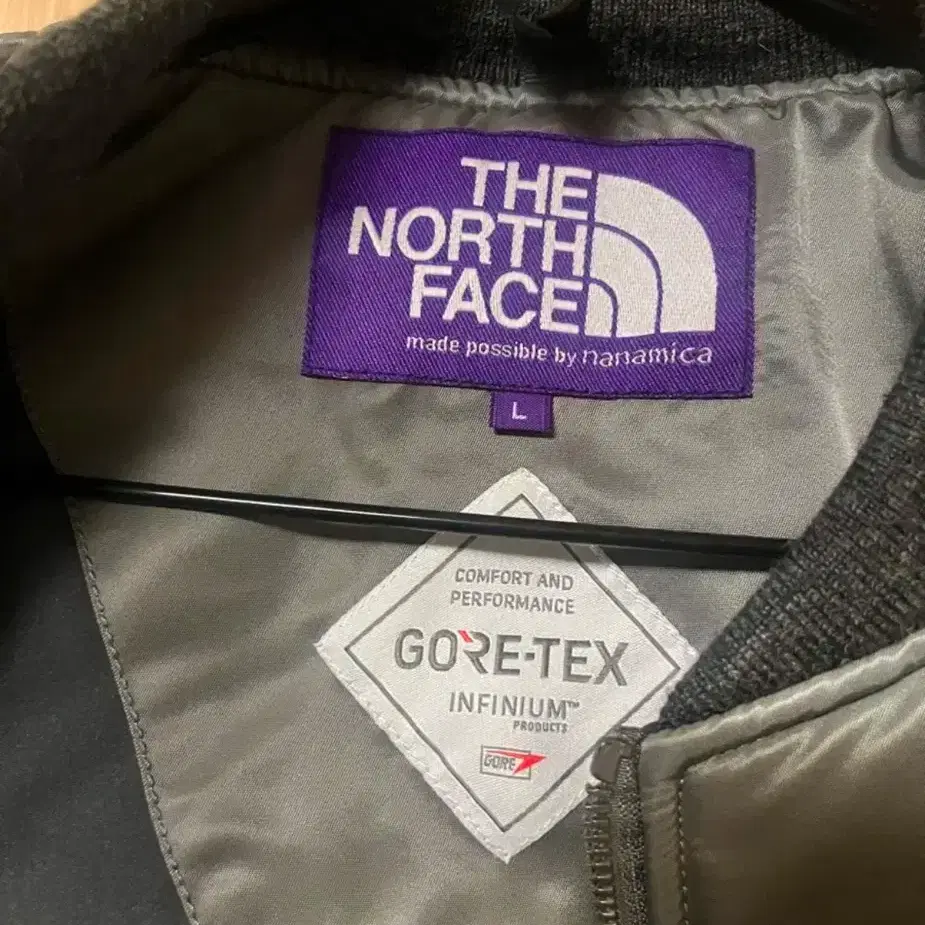 THE
NORTH
FACE
made possible by nanamica
L
COMFORT AND
PERFORMANCE
GORE-TEX
INFINIUM™
PRODUCTS
GORE